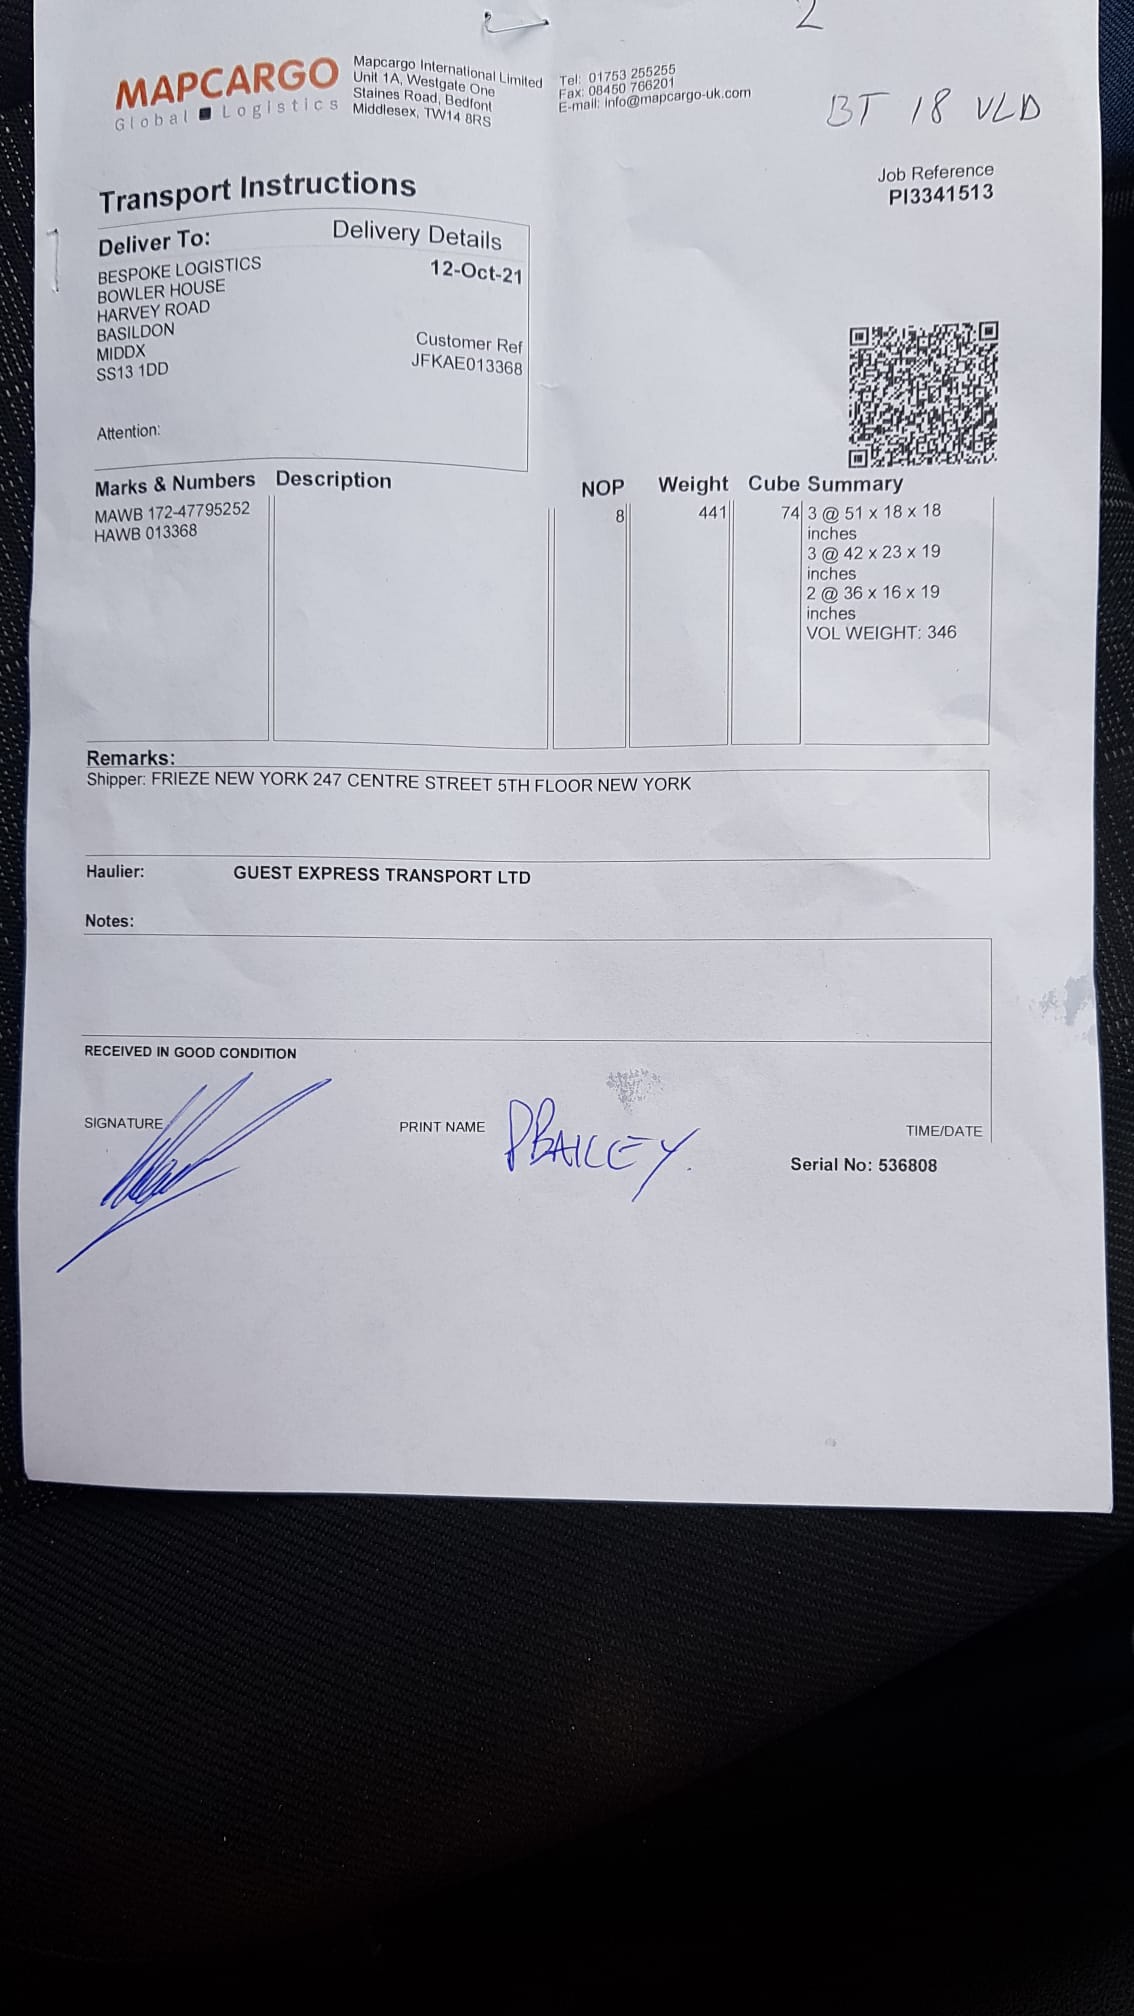 2
MAPCARGO
Global Logistics
Mapcargo International Limited
Unit 1A, Westgate One
Staines Road, Bedfont
Middlesex, TW14 8RS
Tel: 01753 255255
Fax: 08450 766201
E-mail: info@mapcargo-uk.com
BT 18 VLD
Job Reference
PI3341513
Transport Instructions
Deliver To:
BESPOKE LOGISTICS
BOWLER HOUSE
HARVEY ROAD
BASILDON
MIDDX
SS13 1DD
Attention:
Delivery Details
12-Oct-21
Customer Ref
JFKAE013368
Marks & Numbers Description NOP Weight Cube Summary
MAWB 172-47795252
HAWB 013368
8
441
74
3 @ 51 x 18 x 18
inches
3 @ 42 x 23 x 19
inches
2 @ 36 x 16 x 19
inches
VOL WEIGHT: 346
Remarks:
Shipper: FRIEZE NEW YORK 247 CENTRE STREET 5TH FLOOR NEW YORK
Haulier: GUEST EXPRESS TRANSPORT LTD
Notes:
RECEIVED IN GOOD CONDITION
SIGNATURE
PRINT NAME PBAILEY.
TIME/DATE
Serial No: 536808